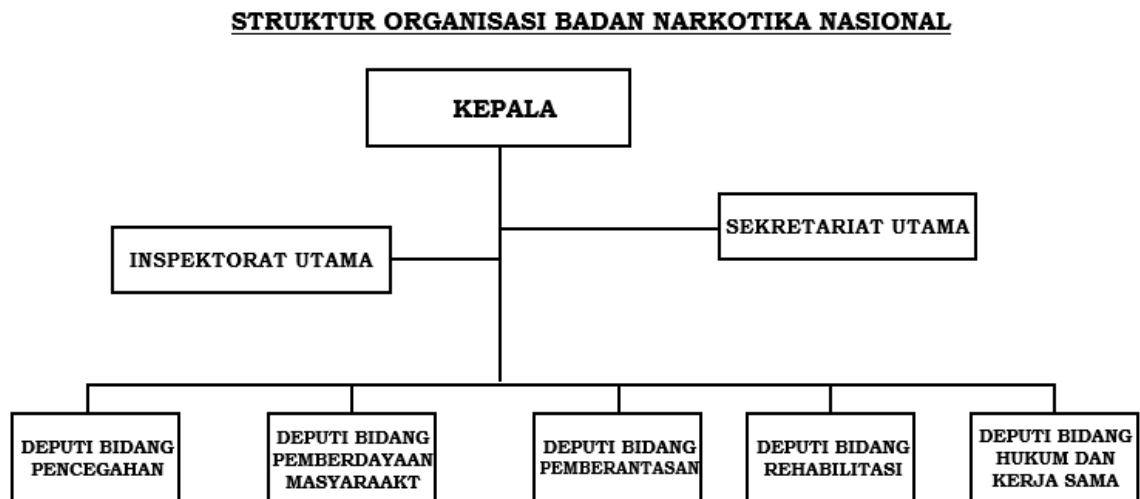 STRUKTUR ORGANISASI BADAN NARKOTIKA NASIONAL
KEPALA
SEKRETARIAT UTAMA
INSPEKTORAT UTAMA
DEPUTI BIDANG
PENCEGAHAN
DEPUTI BIDANG
PEMBERDAYAAN
MASYARAAKT
DEPUTI BIDANG
PEMBERANTASAN
DEPUTI BIDANG
REHABILITASI
DEPUTI BIDANG
HUKUM DAN
KERJA SAMA